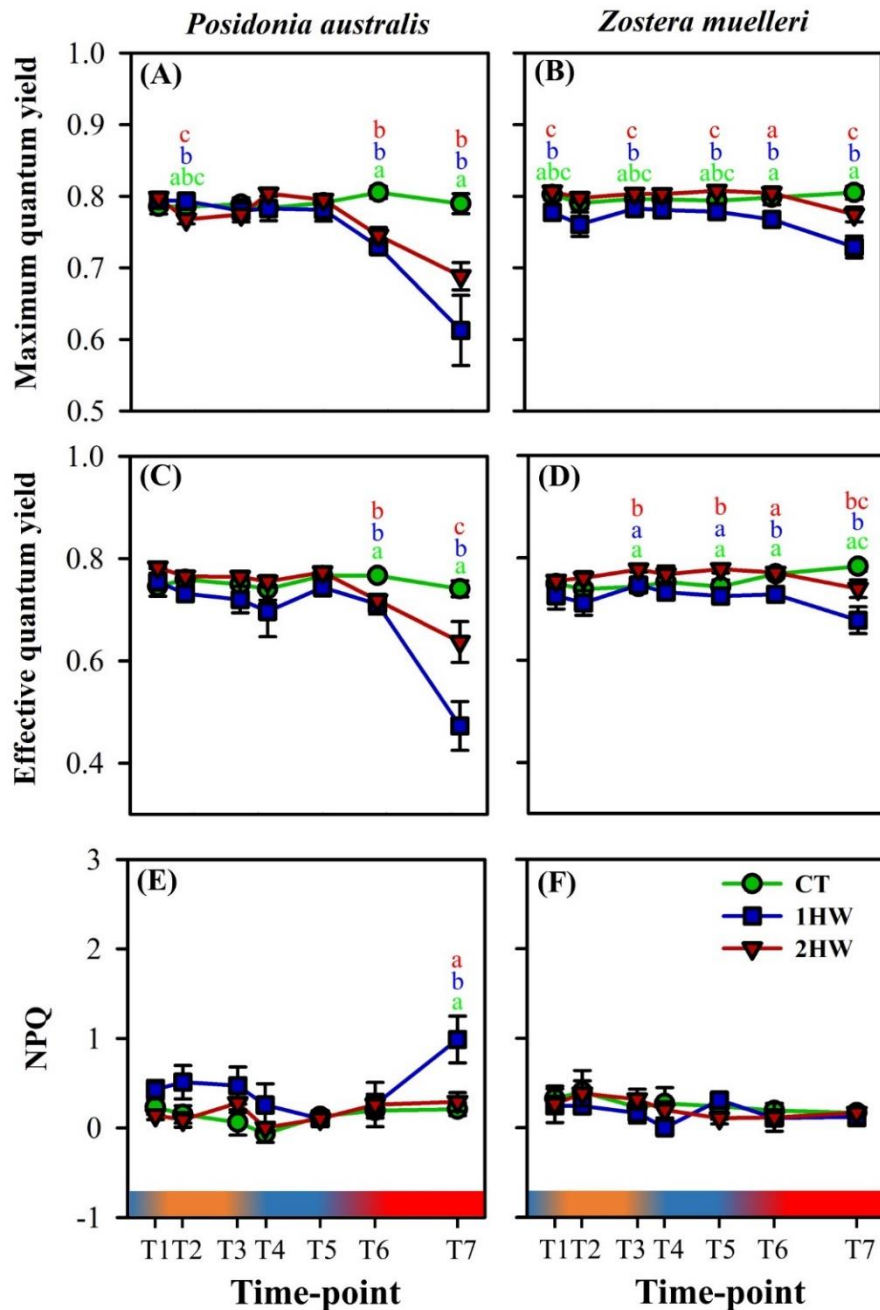 Posidonia australis
Zostera muelleri
Maximum quantum yield
1.0
0.9
0.8
0.7
0.6
0.5
(A)
c
b
abc
b
b
a
b
b
a
(B)
c
b
abc
c
b
abc
c
b
abc
a
b
a
c
b
a
Effective quantum yield
1.0
0.8
0.6
0.4
(C)
b
b
a
c
b
a
(D)
b
a
a
b
a
a
a
b
a
bc
b
ac
NPQ
3
2
1
0
-1
(E)
a
b
a
(F)
CT
1HW
2HW
T1 T2 T3 T4 T5 T6 T7
T1 T2 T3 T4 T5 T6 T7
Time-point
Time-point